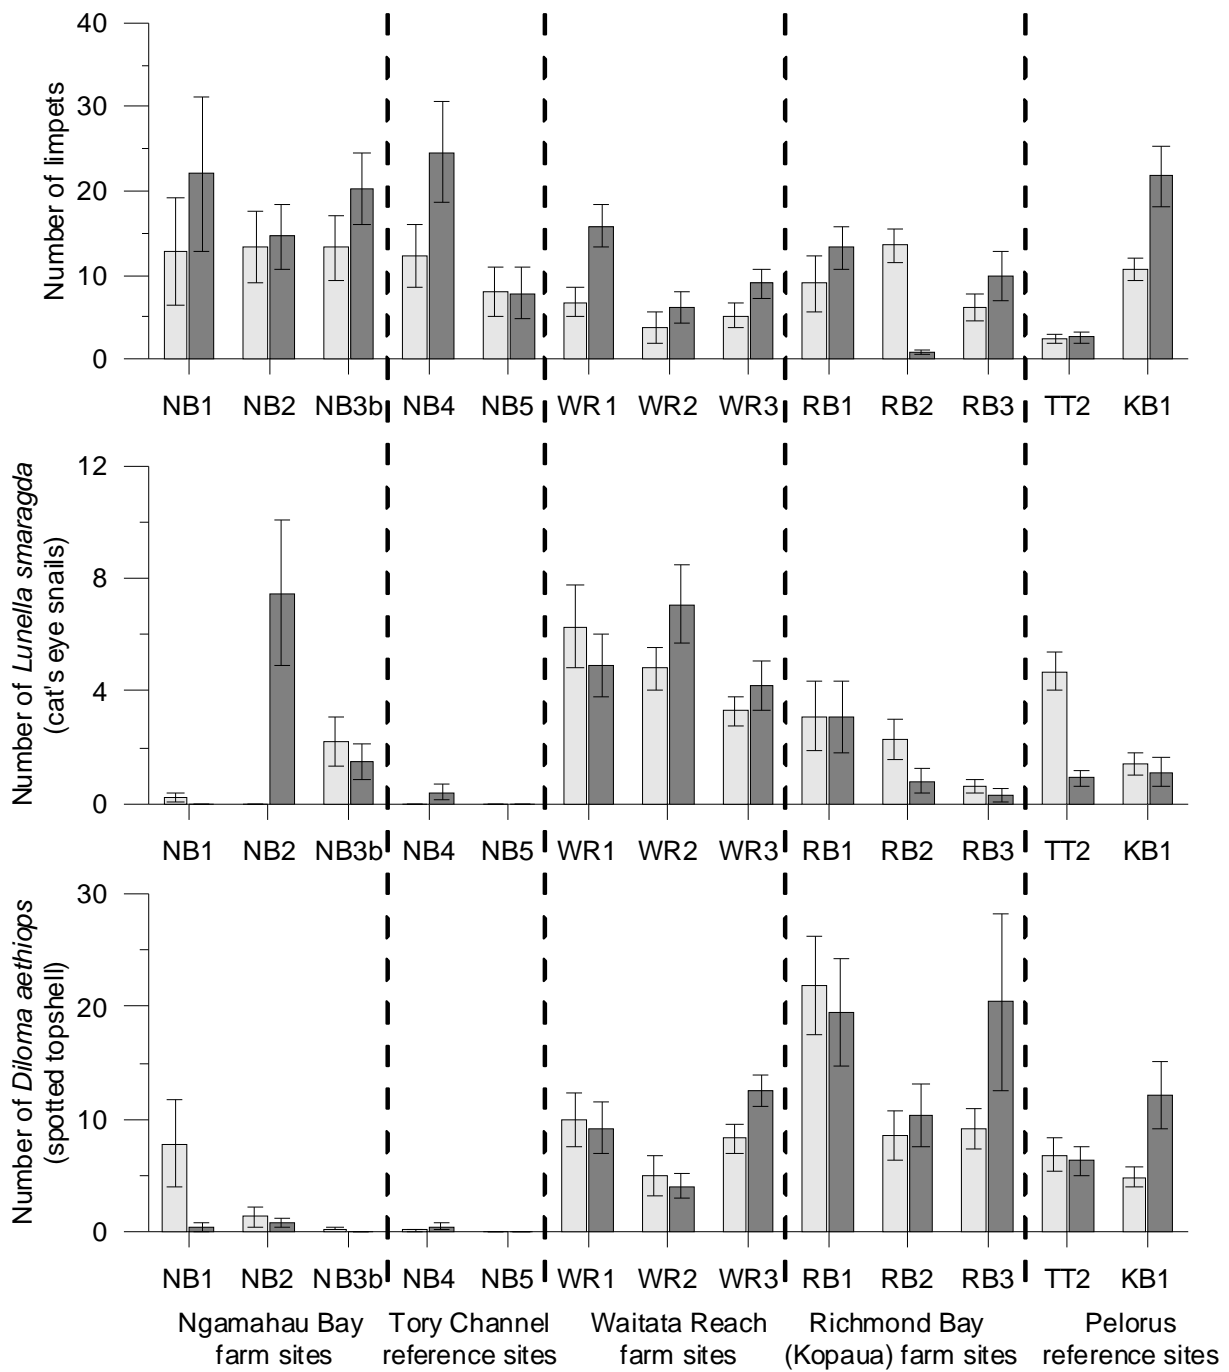 Number of limpets
40
30
20
10
0
NB1 NB2 NB3b NB4 NB5 WR1 WR2 WR3 RB1 RB2 RB3 TT2 KB1
Number of Lunella smaragda
(cat's eye snails)
12
8
4
0
NB1 NB2 NB3b NB4 NB5 WR1 WR2 WR3 RB1 RB2 RB3 TT2 KB1
Number of Diloma aethiops
(spotted topshell)
30
20
10
0
NB1 NB2 NB3b NB4 NB5 WR1 WR2 WR3 RB1 RB2 RB3 TT2 KB1
Ngamahau Bay
farm sites
Tory Channel
reference sites
Waitata Reach
farm sites
Richmond Bay
(Kopaua) farm sites
Pelorus
reference sites